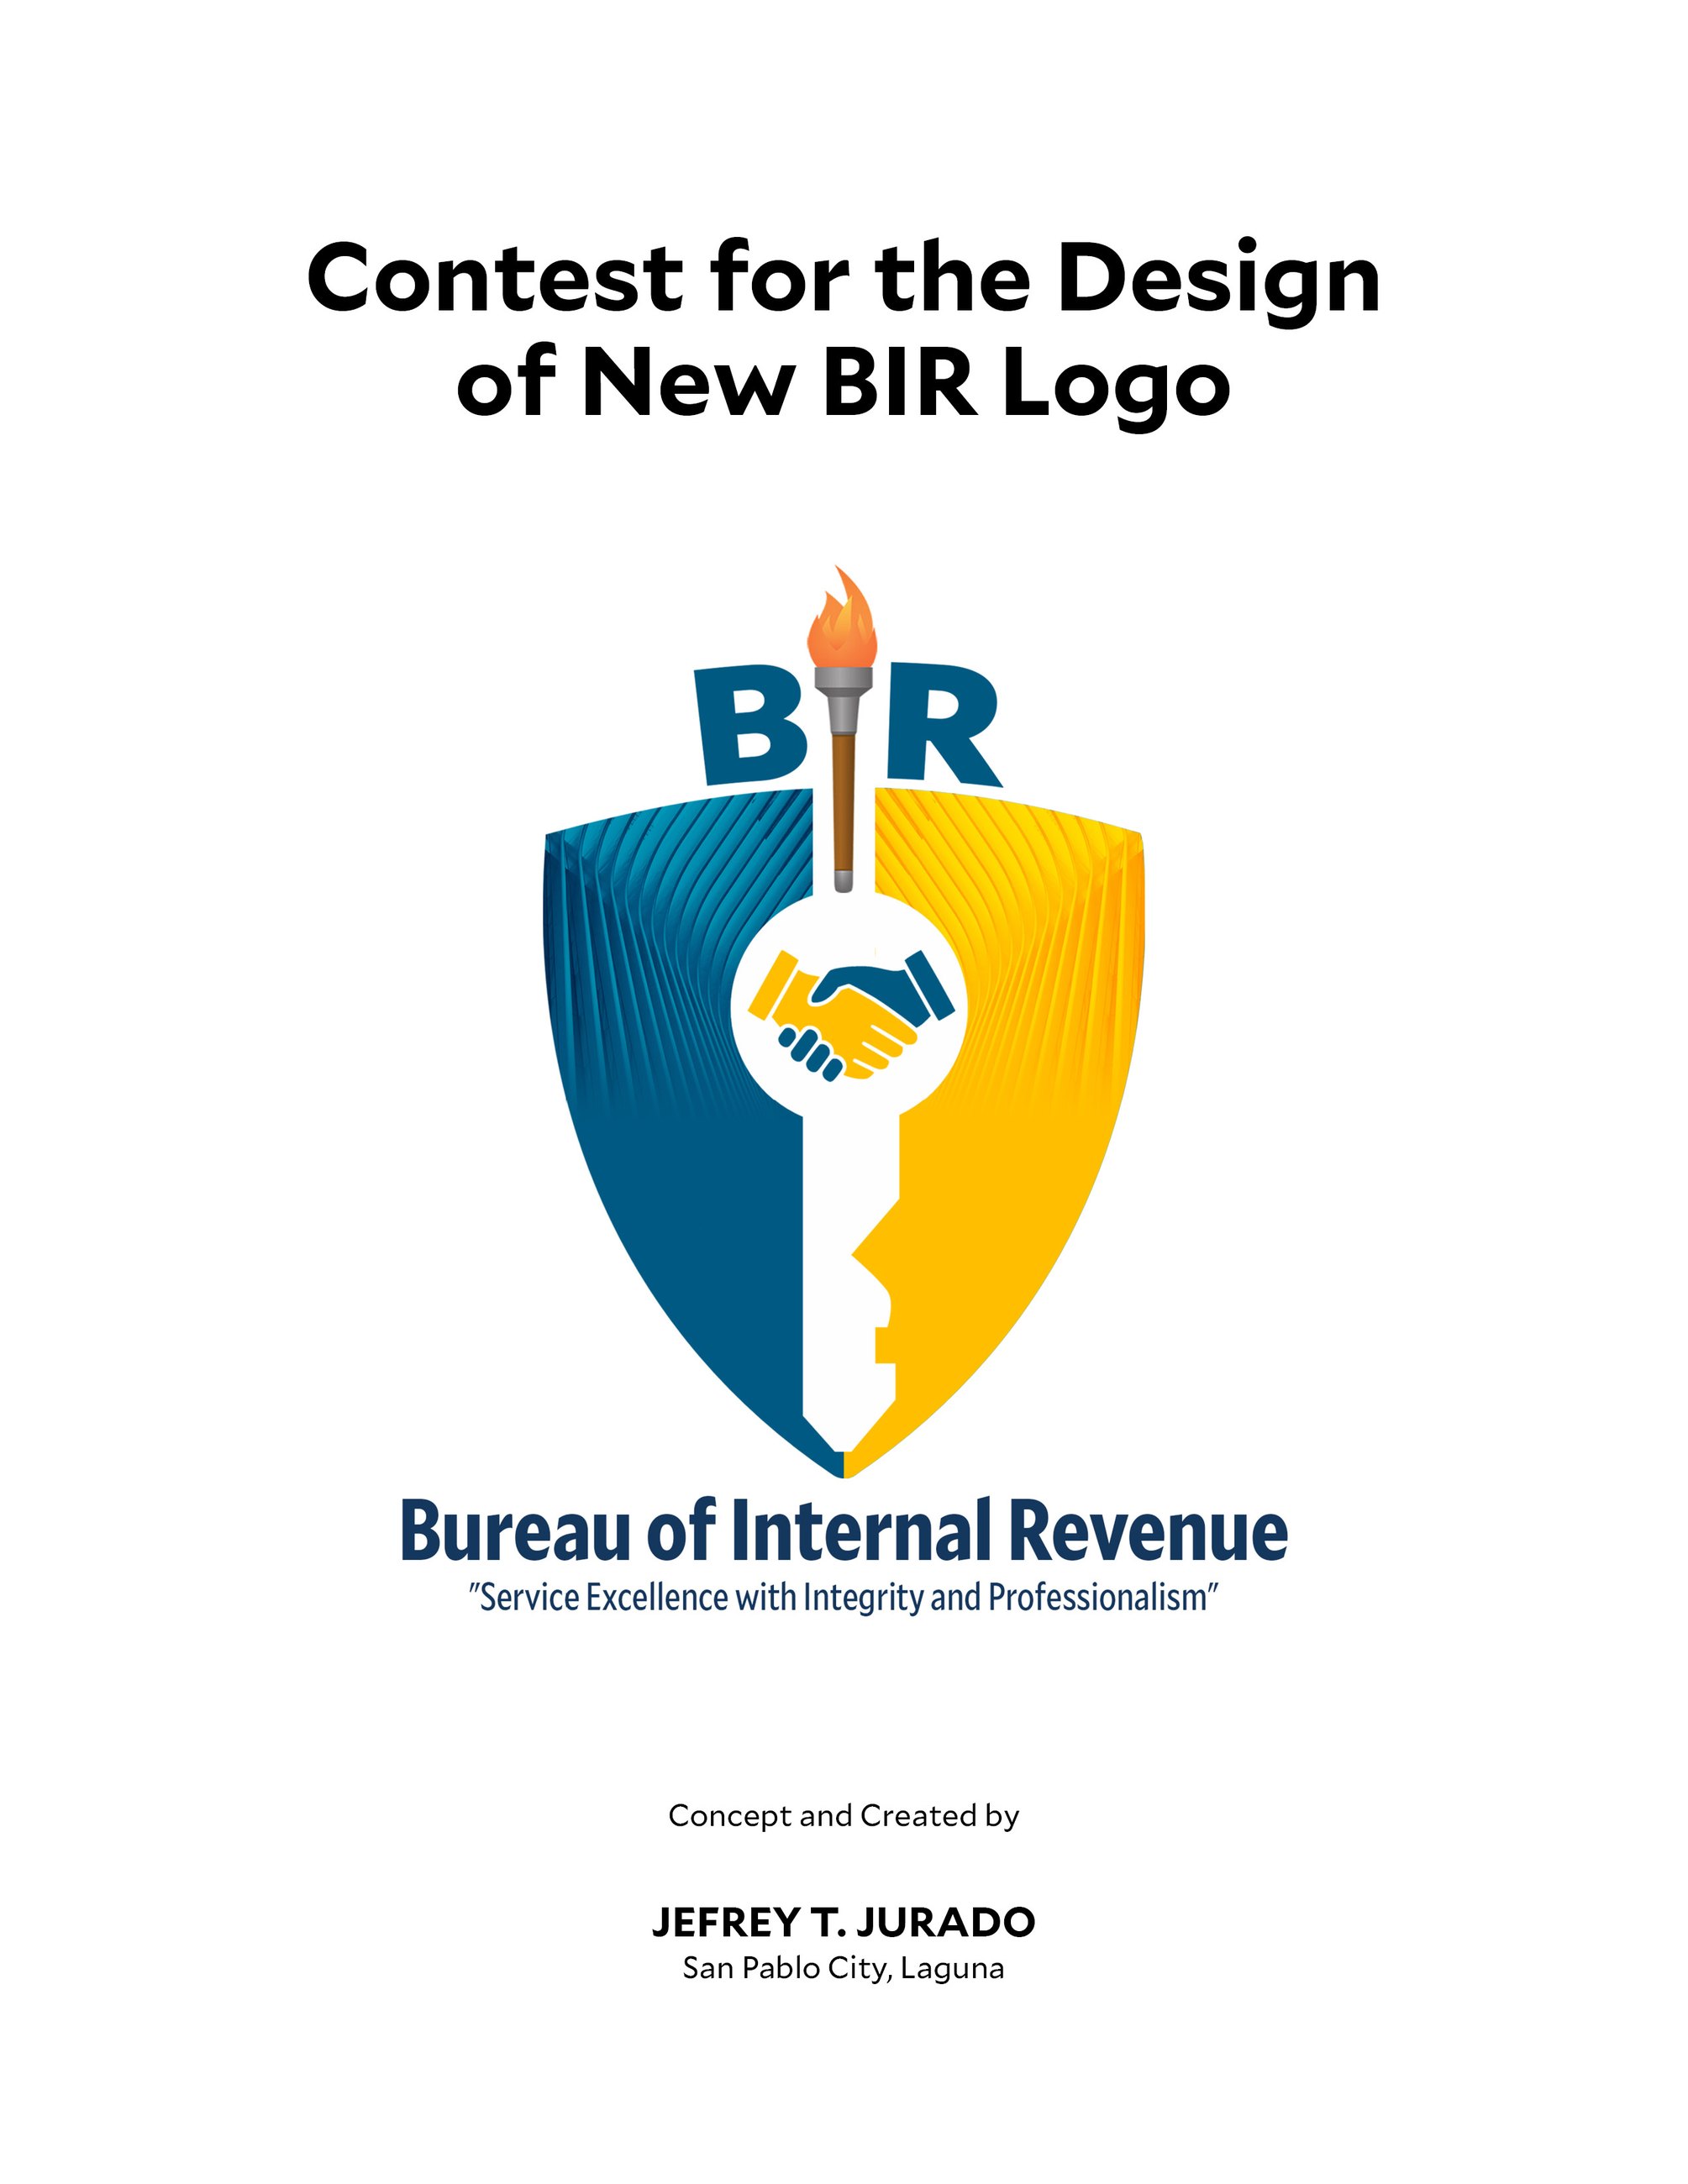 Contest for the Design
of New BIR Logo
B R
Bureau of Internal Revenue
"Service Excellence with Integrity and Professionalism"
Concept and Created by
JEFREY T. JURADO
San Pablo City, Laguna